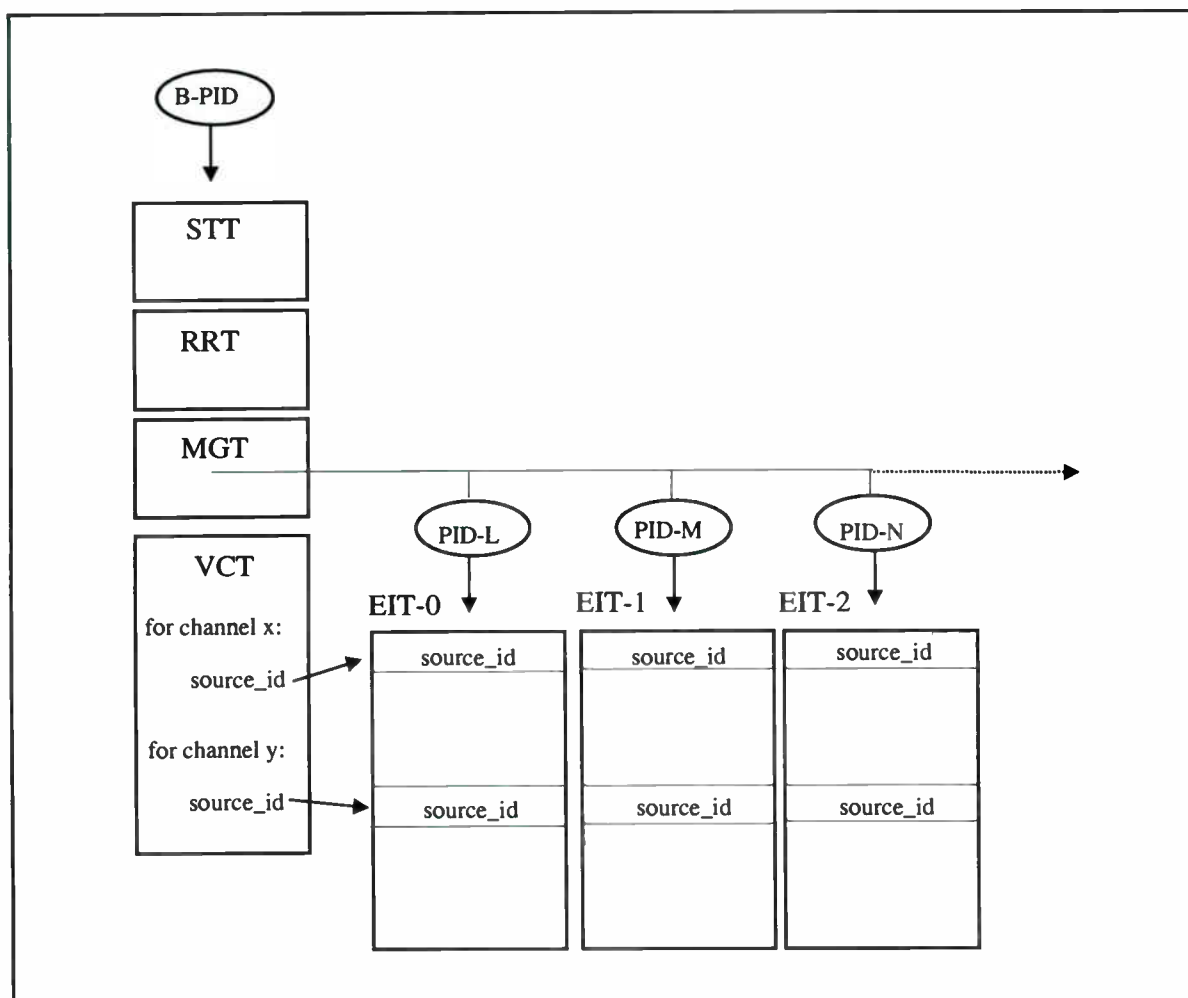 B-PID
STT
RRT
MGT
PID-L
PID-M
PID-N
VCT
for channel x:
source_id
for channel y:
source_id
EIT-0
EIT-1
EIT-2
source_id
source_id
source_id
source_id
source_id
source_id